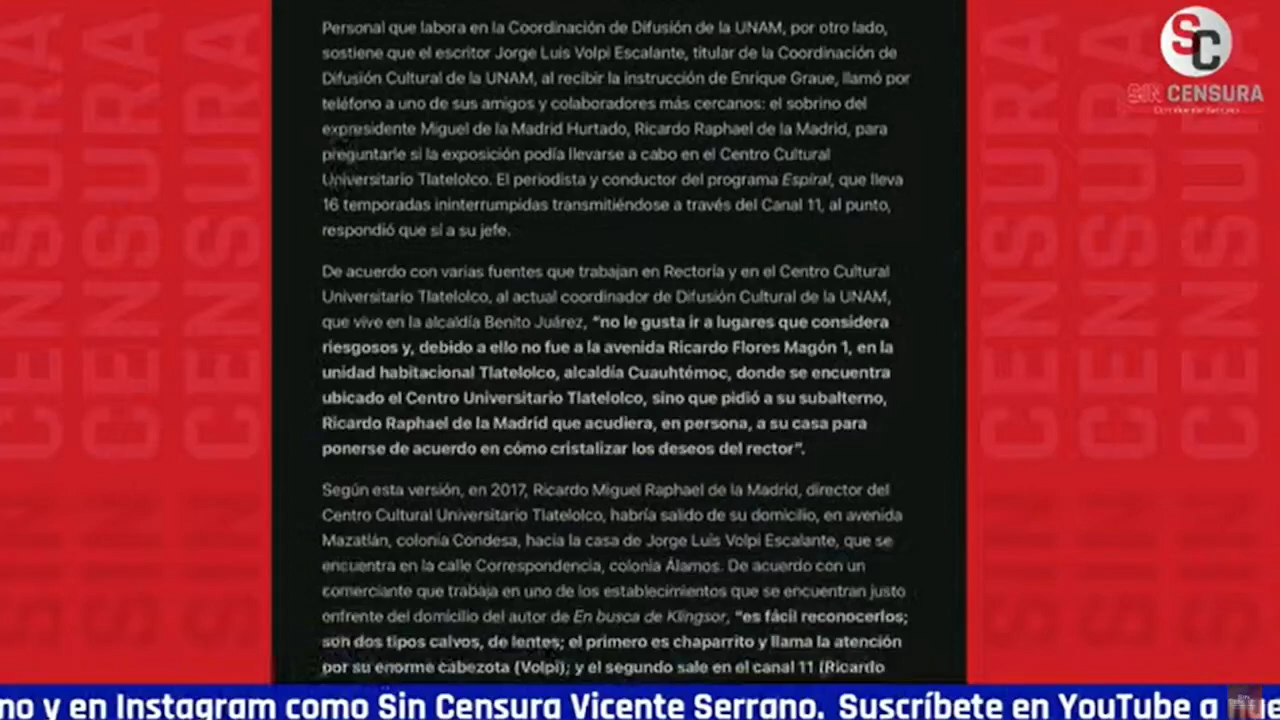 Personal que labora en la Coordinación de Difusión de la UNAM, por otro lado,
sostiene que el escritor Jorge Luis Volpi Escalante, titular de la Coordinación de
Difusión Cultural de la UNAM, al recibir la instrucción de Enrique Graue, llamó por
teléfono a uno de sus amigos y colaboradores más cercanos: el sobrino del
expresidente Miguel de la Madrid Hurtado, Ricardo Raphael de la Madrid, para
preguntarle si la exposición podía llevarse a cabo en el Centro Cultural
Universitario Tlatelolco. El periodista y conductor del programa Espiral, que lleva
16 temporadas ininterrumpidas transmitiéndose a través del Canal 11, al punto,
respondió que sí a su jefe.
De acuerdo con varias fuentes que trabajan en Rectoría y en el Centro Cultural
Universitario Tlatelolco, al actual coordinador de Difusión Cultural de la UNAM,
que vive en la alcaldía Benito Juárez, “no le gusta ir a lugares que considera
riesgosos y, debido a ello no fue a la avenida Ricardo Flores Magón 1, en la
unidad habitacional Tlatelolco, alcaldía Cuauhtémoc, donde se encuentra
ubicado el Centro Universitario Tlatelolco, sino que pidió a su subalterno,
Ricardo Raphael de la Madrid que acudiera, en persona, a su casa para
ponerse de acuerdo en cómo cristalizar los deseos del rector”.
Según esta versión, en 2017, Ricardo Miguel Raphael de la Madrid, director del
Centro Cultural Universitario Tlatelolco, habría salido de su domicilio, en avenida
Mazatlán, colonia Condesa, hacia la casa de Jorge Luis Volpi Escalante, que se
encuentra en la calle Correspondencia, colonia Álamos. De acuerdo con un
comerciante que trabaja en uno de los establecimientos que se encuentran justo
enfrente del domicilio del autor de En busca de Klingsor, “es fácil reconocerlos;
son dos tipos calvos, de lentes; el primero es chaparrito y llama la atención
por su enorme cabezota (Volpi); y el segundo sale en el canal 11 (Ricardo
SC
SIN CENSURA
SIN CENSURA
SIN CENSURA
SIN CENSURA
SIN CENSURA
SIN CENSURA
SIN CENSURA
no y en Instagram como Sin Censura Vicente Serrano. Suscríbete en YouTube a